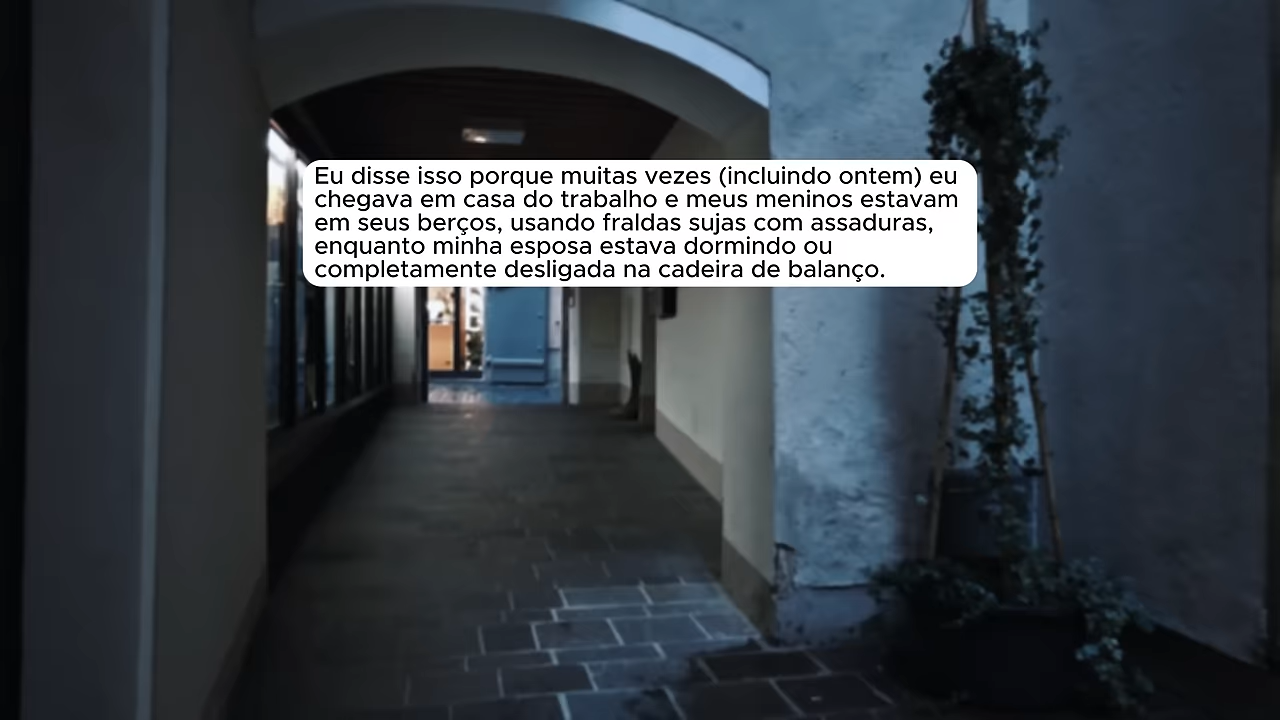 Eu disse isso porque muitas vezes (incluindo ontem) eu
chegava em casa do trabalho e meus meninos estavam
em seus berços, usando fraldas sujas com assaduras,
enquanto minha esposa estava dormindo ou
completamente desligada na cadeira de balanço.